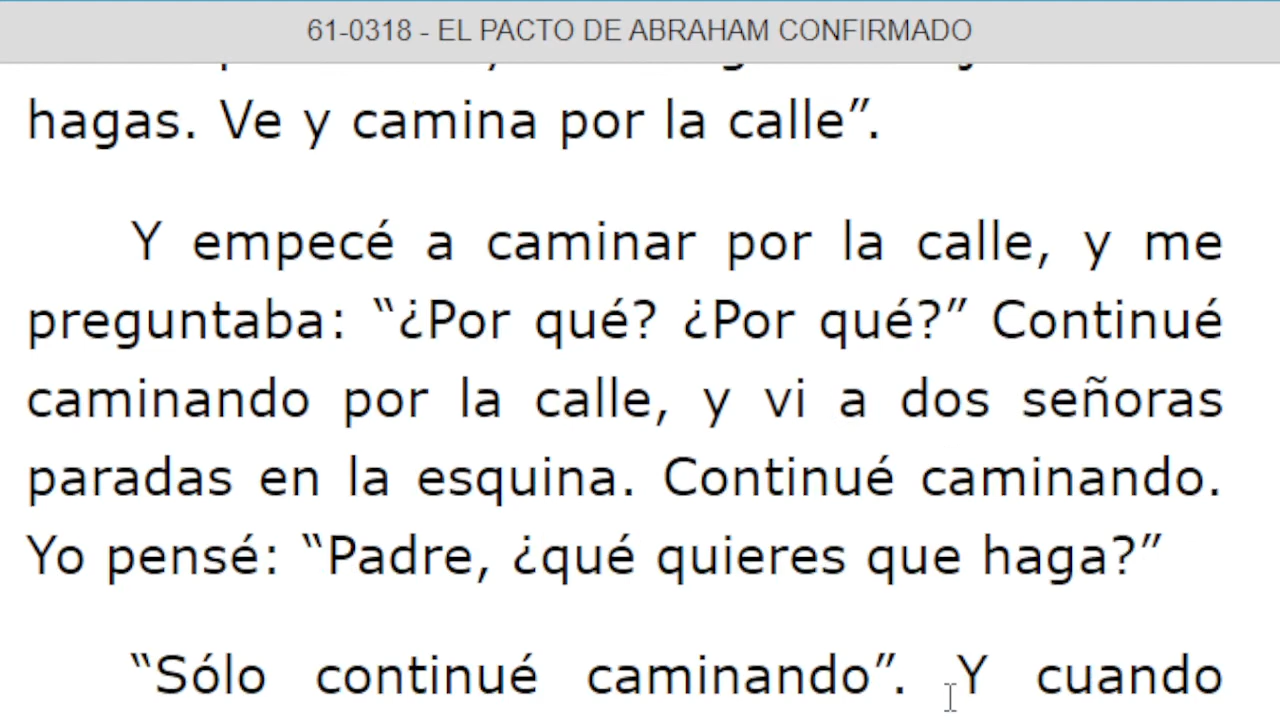 61-0318 - EL PACTO DE ABRAHAM CONFIRMADO
hagas. Ve y camina por la calle”.
Y empecé a caminar por la calle, y me
preguntaba: “¿Por qué? ¿Por qué?” Continué
caminando por la calle, y vi a dos señoras
paradas en la esquina. Continué caminando.
Yo pensé: “Padre, ¿qué quieres que haga?”
“Sólo continué caminando”. Y cuando